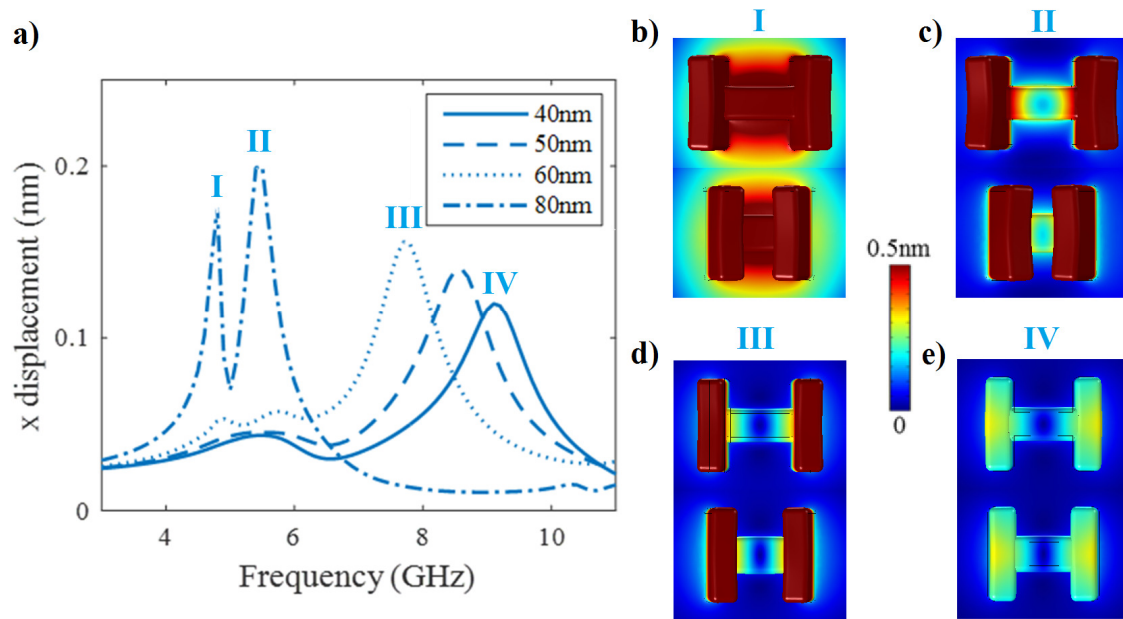 a)
x displacement (nm)
0.2
0.1
0
4
6
8
10
Frequency (GHz)
I
II
III
IV
40nm
50nm
60nm
80nm
b)
I
c)
II
0.5nm
0
d)
III
e)
IV